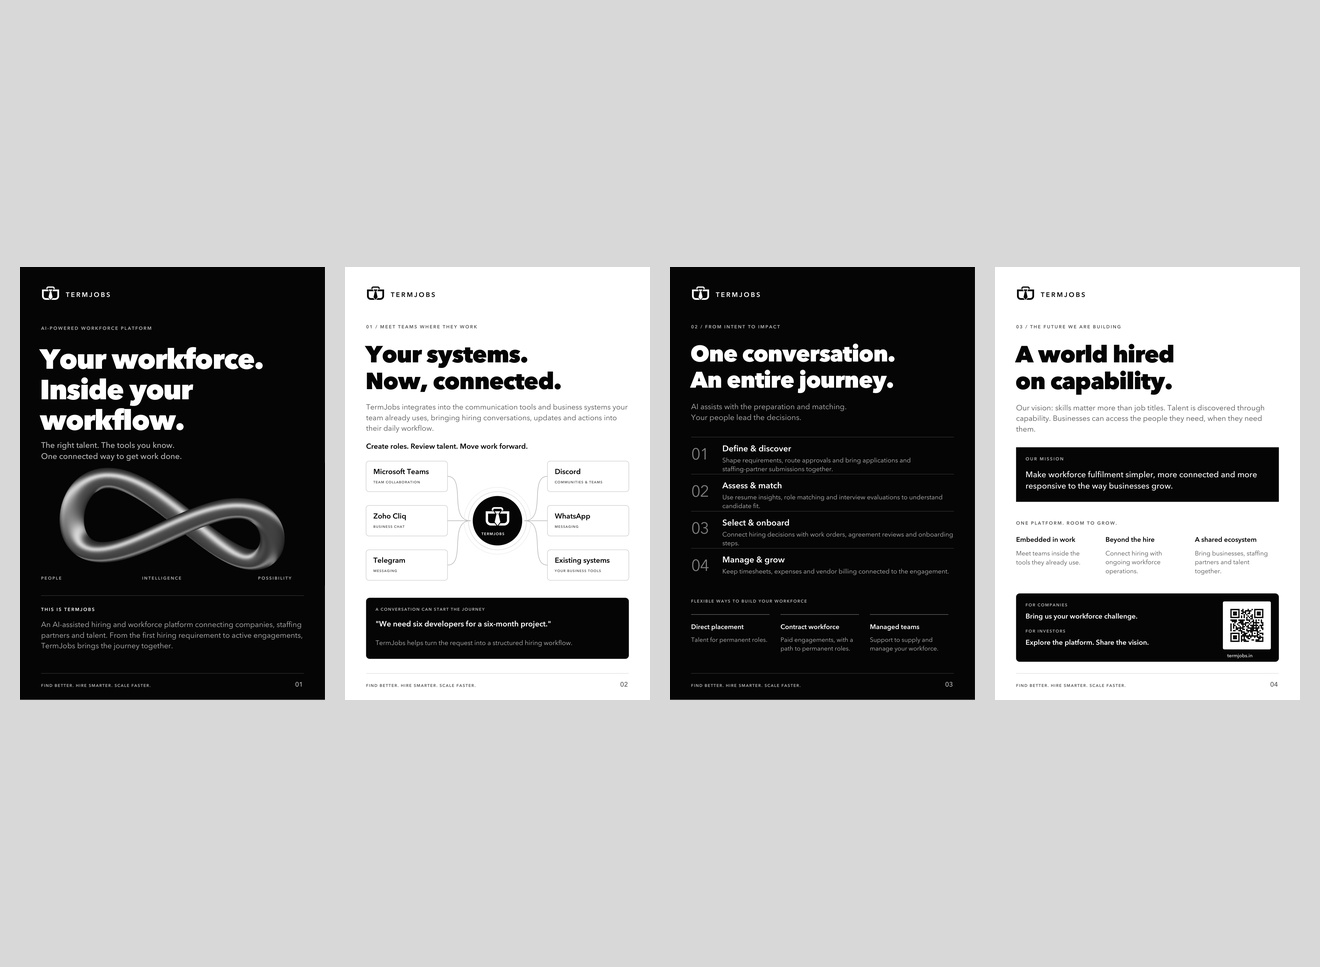 TERMJOBS
AI-POWERED WORKFORCE PLATFORM
Your workforce.
Inside your
workflow.
The right talent. The tools you know.
One connected way to get work done.
PEOPLE
INTELLIGENCE
POSSIBILITY
THIS IS TERMJOBS
An AI-assisted hiring and workforce platform connecting companies, staffing
partners and talent. From the first hiring requirement to active engagements,
TermJobs brings the journey together.
FIND BETTER. HIRE SMARTER. SCALE FASTER.
01
TERMJOBS
01 / MEET TEAMS WHERE THEY WORK
Your systems.
Now, connected.
TermJobs integrates into the communication tools and business systems your
team already uses, bringing hiring conversations, updates and actions into
their daily workflow.
Create roles. Review talent. Move work forward.
Microsoft Teams
TEAM COLLABORATION
Zoho Cliq
BUSINESS CHAT
Telegram
MESSAGING
TERMJOBS
Discord
COMMUNITIES & TEAMS
WhatsApp
MESSAGING
Existing systems
YOUR BUSINESS TOOLS
A CONVERSATION CAN START THE JOURNEY
"We need six developers for a six-month project."
TermJobs helps turn the request into a structured hiring workflow.
FIND BETTER. HIRE SMARTER. SCALE FASTER.
02
TERMJOBS
02 / FROM INTENT TO IMPACT
One conversation.
An entire journey.
AI assists with the preparation and matching.
Your people lead the decisions.
01
Define & discover
Shape requirements, route approvals and bring applications and
staffing-partner submissions together.
02
Assess & match
Use resume insights, role matching and interview evaluations to understand
candidate fit.
03
Select & onboard
Connect hiring decisions with work orders, agreement reviews and onboarding
steps.
04
Manage & grow
Keep timesheets, expenses and vendor billing connected to the engagement.
FLEXIBLE WAYS TO BUILD YOUR WORKFORCE
Direct placement
Talent for permanent roles.
Contract workforce
Paid engagements, with a
path to permanent roles.
Managed teams
Support to supply and
manage your workforce.
FIND BETTER. HIRE SMARTER. SCALE FASTER.
03
TERMJOBS
03 / THE FUTURE WE ARE BUILDING
A world hired
on capability.
Our vision: skills matter more than job titles. Talent is discovered through
capability. Businesses can access the people they need, when they need
them.
OUR MISSION
Make workforce fulfilment simpler, more connected and more
responsive to the way businesses grow.
ONE PLATFORM. ROOM TO GROW.
Embedded in work
Meet teams inside the
tools they already use.
Beyond the hire
Connect hiring with
ongoing workforce
operations.
A shared ecosystem
Bring businesses, staffing
partners and talent
together.
FOR COMPANIES
Bring us your workforce challenge.
FOR INVESTORS
Explore the platform. Share the vision.
termjobs.in
FIND BETTER. HIRE SMARTER. SCALE FASTER.
04